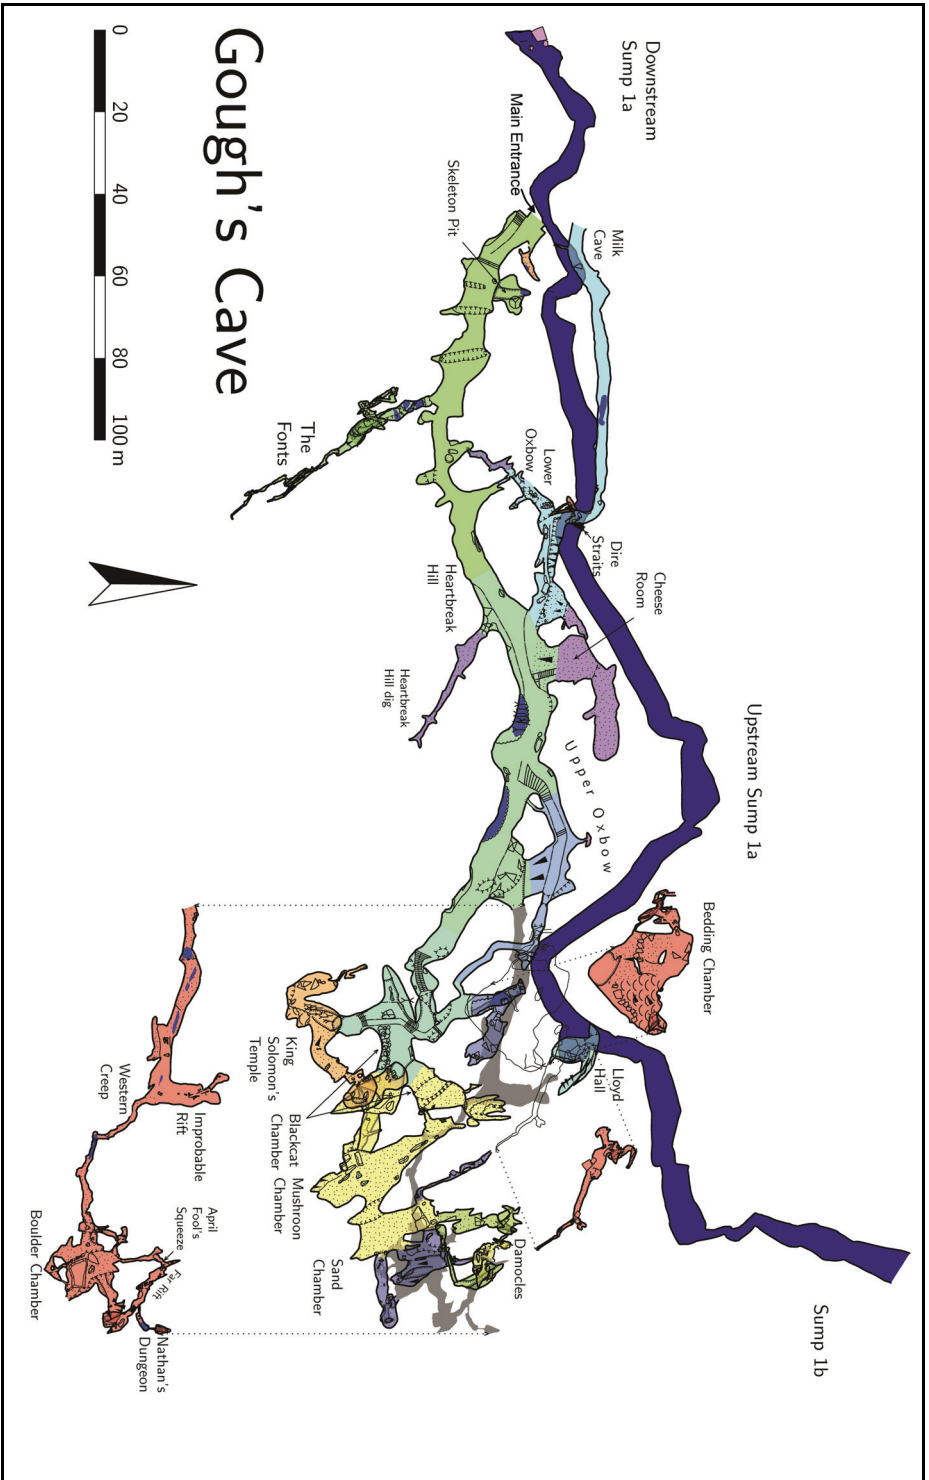 Gough's Cave
0
20
40
60
80
100 m
Downstream
Sump 1a
Main Entrance
Skeleton Pit
Milk
Cave
The
Fonts
Lower
Oxbow
Dire
Straits
Cheese
Room
Heartbreak
Hill
Heartbreak
Hill dig
Upper Oxbow
Upstream Sump 1a
Bedding Chamber
Lloyd
Hall
King
Solomon's
Temple
Blackcat
Chamber
Mushroon
Chamber
Sand
Chamber
Damocles
Sump 1b
Western
Creep
Improbable
Rift
April
Fool's
Squeeze
Far Rift
Boulder Chamber
Nathan's
Dungeon